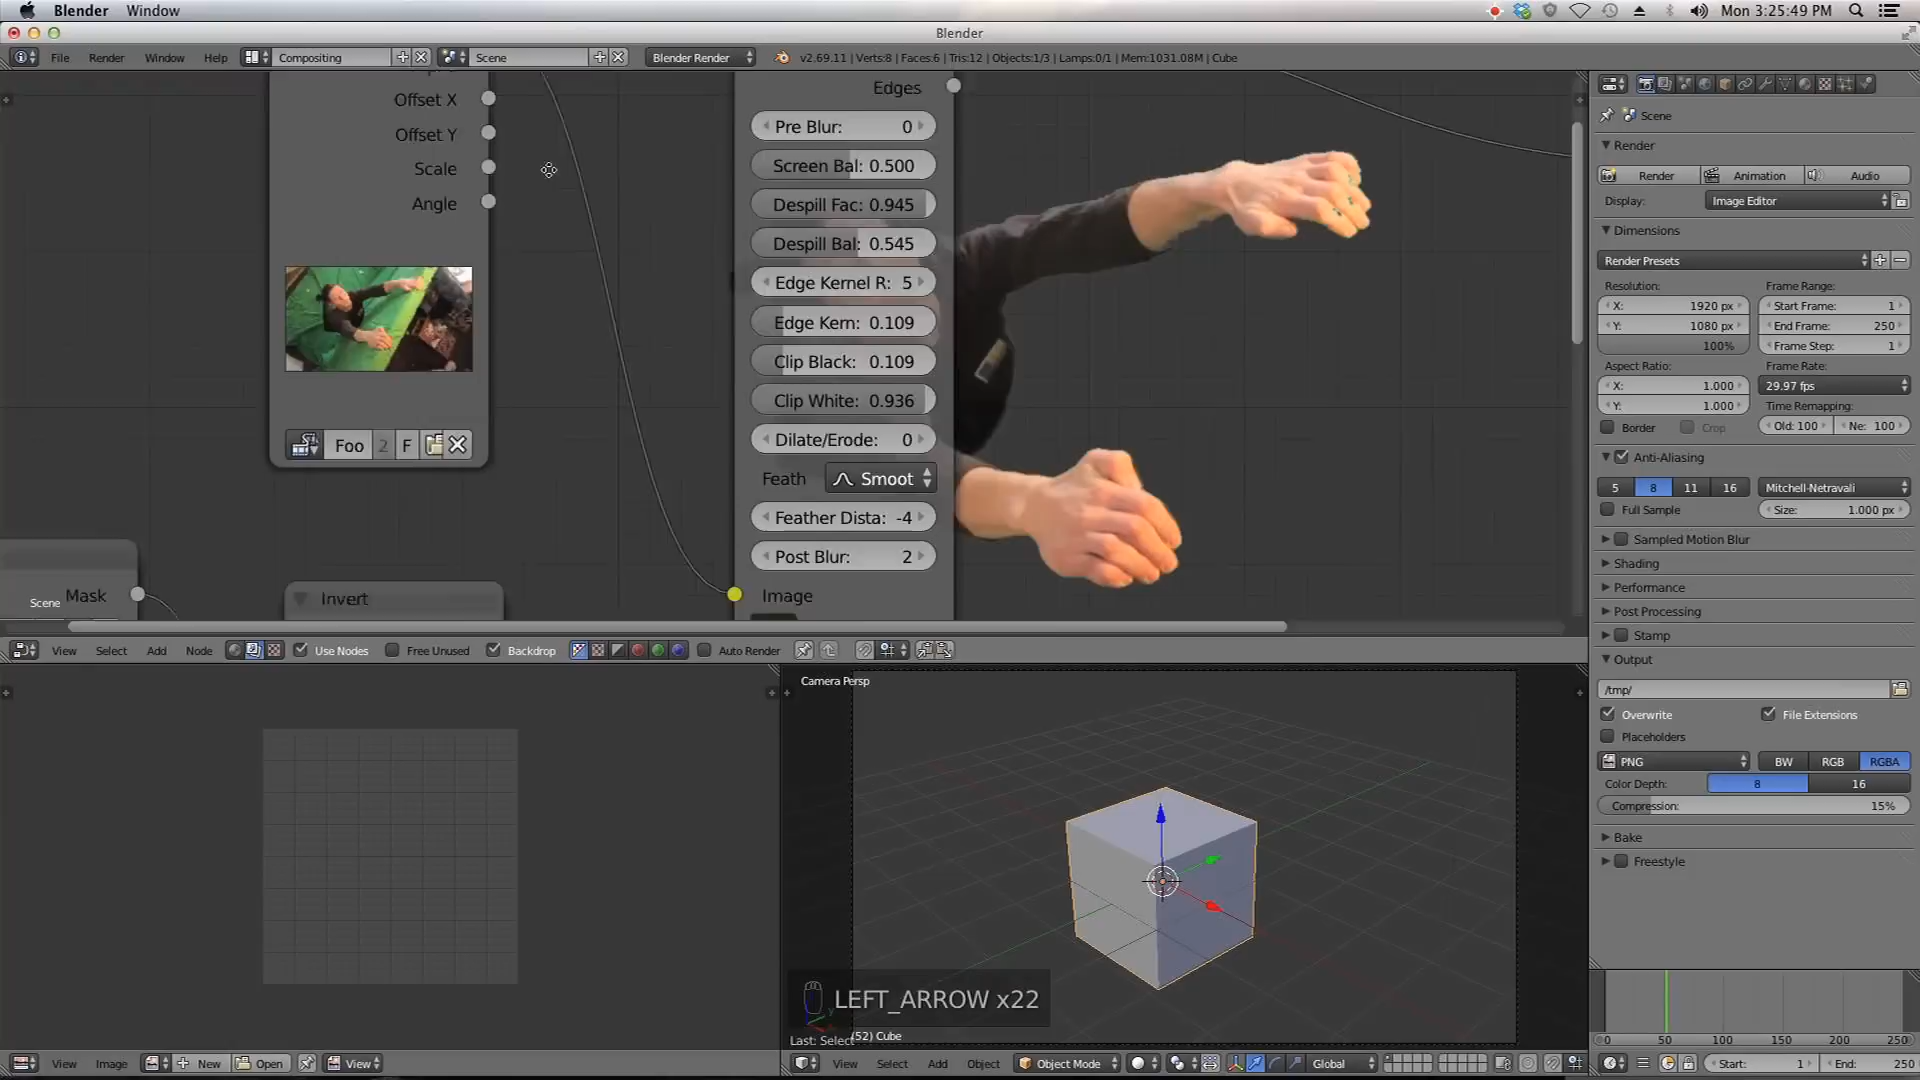 Blender Window Mon 3:25:49 PM
Blender
File Render Window Help Compositing Scene Blender Render v2.69.11 | Verts:8 | Faces:6 | Tris:12 | Objects:1/3 | Lamps:0/1 | Mem:1031.08M | Cube
Offset X
Offset Y
Scale
Angle
Foo 2 F
Mask
Scene
Invert
Edges
Pre Blur: 0
Screen Bal: 0.500
Despill Fac: 0.945
Despill Bal: 0.545
Edge Kernel R: 5
Edge Kern: 0.109
Clip Black: 0.109
Clip White: 0.936
Dilate/Erode: 0
Feath Smoot
Feather Dista: -4
Post Blur: 2
Image
View Select Add Node Use Nodes Free Unused Backdrop Auto Render
Camera Persp
LEFT_ARROW x22
Last: Select
(52) Cube
View Image New Open View
View Select Add Object Object Mode Global
Scene
Render
Render Animation Audio
Display: Image Editor
Dimensions
Render Presets
Resolution: Frame Range:
X: 1920 px Start Frame: 1
Y: 1080 px End Frame: 250
100% Frame Step: 1
Aspect Ratio: Frame Rate:
X: 1.000 29.97 fps
Y: 1.000 Time Remapping:
Border Crop Old: 100 Ne: 100
Anti-Aliasing
5 8 11 16 Mitchell-Netravali
Full Sample Size: 1.000 px
Sampled Motion Blur
Shading
Performance
Post Processing
Stamp
Output
/tmp/
Overwrite File Extensions
Placeholders
PNG BW RGB RGBA
Color Depth: 8 16
Compression: 15%
Bake
Freestyle
0 50 100 150 200 250
Start: 1 End: 250